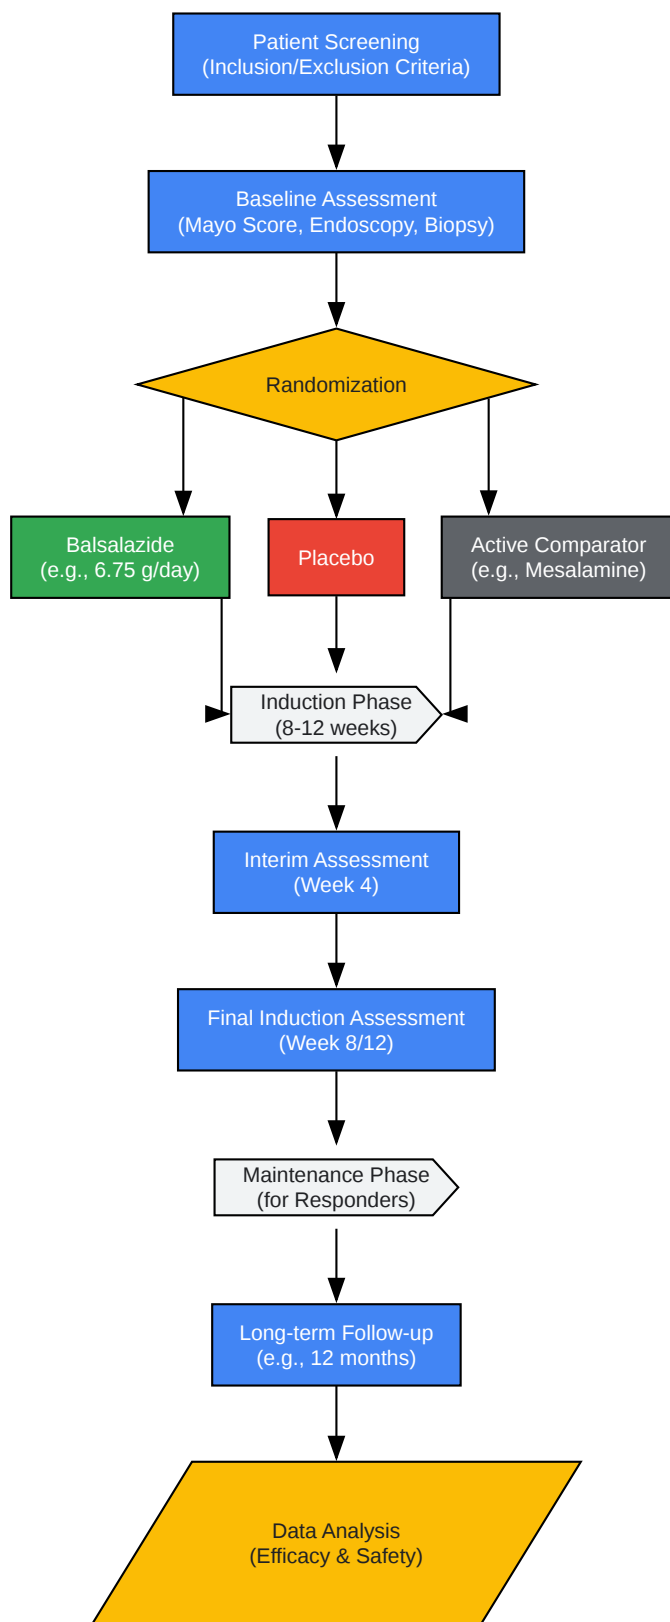 Patient Screening
(Inclusion/Exclusion Criteria)
Baseline Assessment
(Mayo Score, Endoscopy, Biopsy)
Randomization
Balsalazide
(e.g., 6.75 g/day)
Placebo
Active Comparator
(e.g., Mesalamine)
Induction Phase
(8-12 weeks)
Interim Assessment
(Week 4)
Final Induction Assessment
(Week 8/12)
Maintenance Phase
(for Responders)
Long-term Follow-up
(e.g., 12 months)
Data Analysis
(Efficacy & Safety)